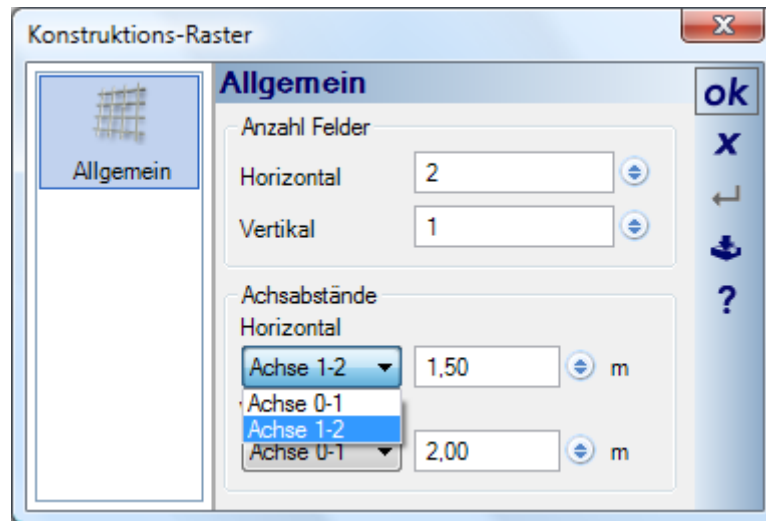 Konstruktions-Raster
Allgemein
Allgemein
ok
x
?
Anzahl Felder
Horizontal 2
Vertikal 1
Achsabstände
Horizontal
Achse 1-2 1,50 m
Achse 0-1
Achse 1-2
Achse 0-1 2,00 m